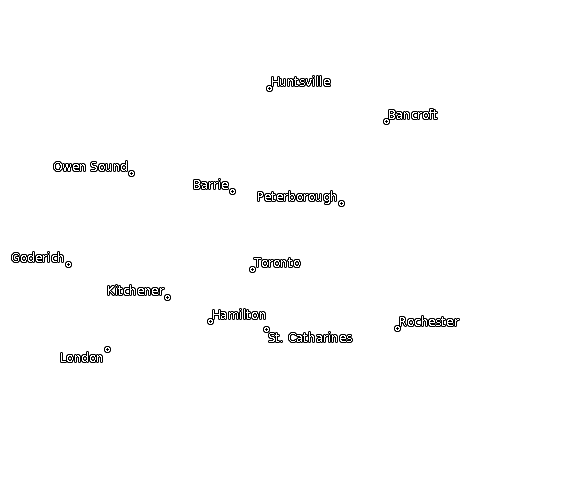 Huntsville
Bancroft
Owen Sound
Barrie
Peterborough
Goderich
Toronto
Kitchener
Hamilton
Rochester
St. Catharines
London